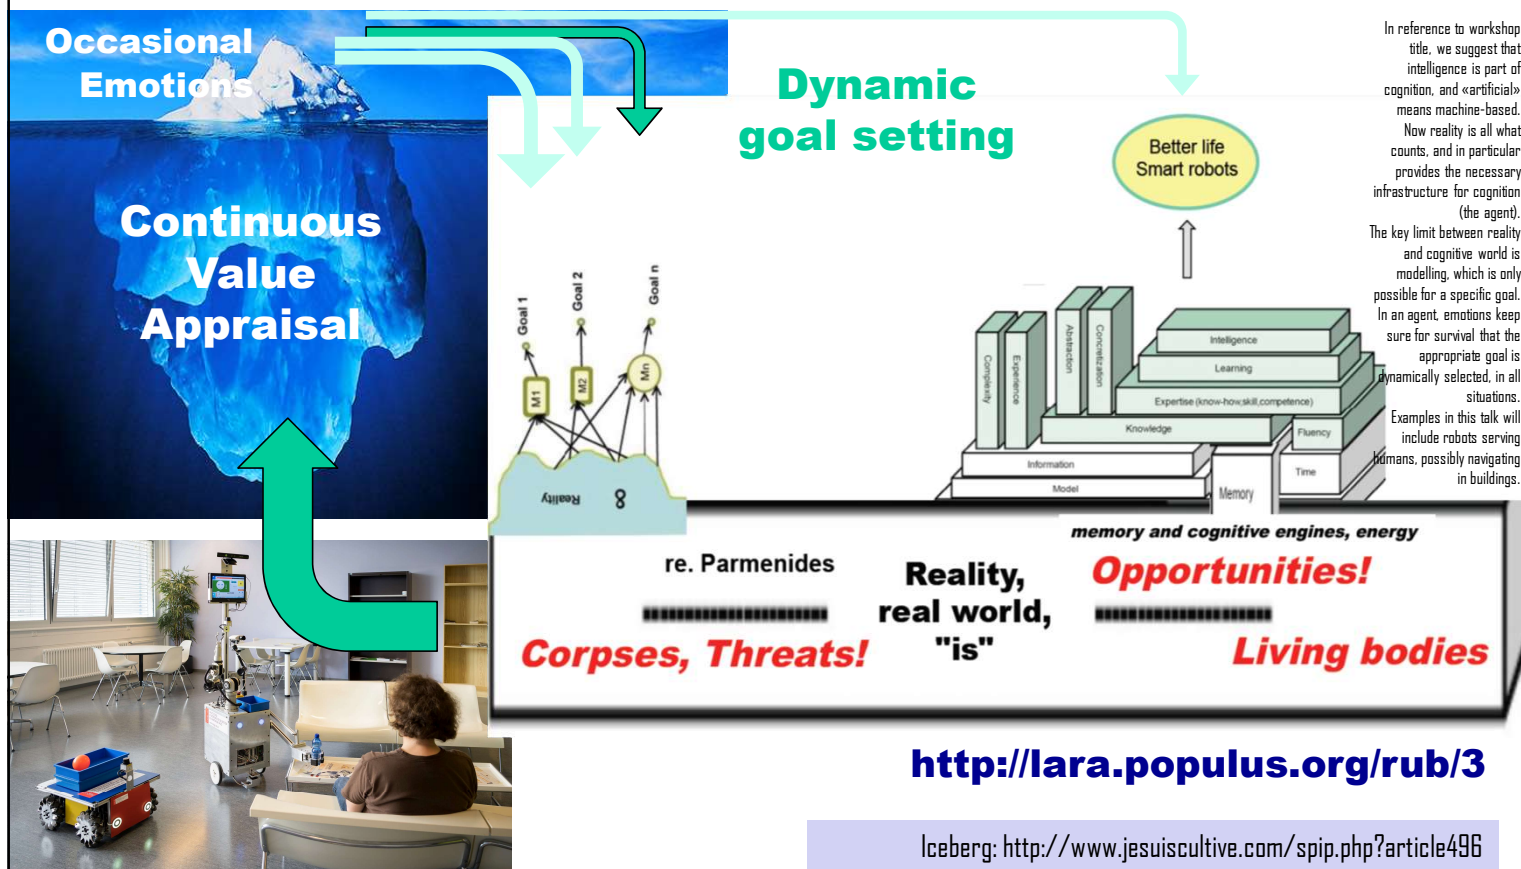 Occasional
Emotions
Continuous
Value
Appraisal
Dynamic
goal setting
Better life
Smart robots
In reference to workshop
title, we suggest that
intelligence is part of
cognition, and «artificial»
means machine-based.
Now reality is all what
counts, and in particular
provides the necessary
infrastructure for cognition
(the agent).
The key limit between reality
and cognitive world is
modelling, which is only
possible for a specific goal.
In an agent, emotions keep
sure for survival that the
appropriate goal is
dynamically selected, in all
situations.
Examples in this talk will
include robots serving
humans, possibly navigating
in buildings.
Goal 1
Goal 2
Goal n
M1
M2
Mn
Reality
∞
Complexity
Experience
Abstraction
Concretization
Intelligence
Learning
Expertise (know-how,skill,competence)
Knowledge
Fluency
Information
Time
Model
Memory
memory and cognitive engines, energy
re. Parmenides
Reality,
real world,
"is"
Opportunities!
Corpses, Threats!
Living bodies
http://lara.populus.org/rub/3
Iceberg: http://www.jesuiscultive.com/spip.php?article496